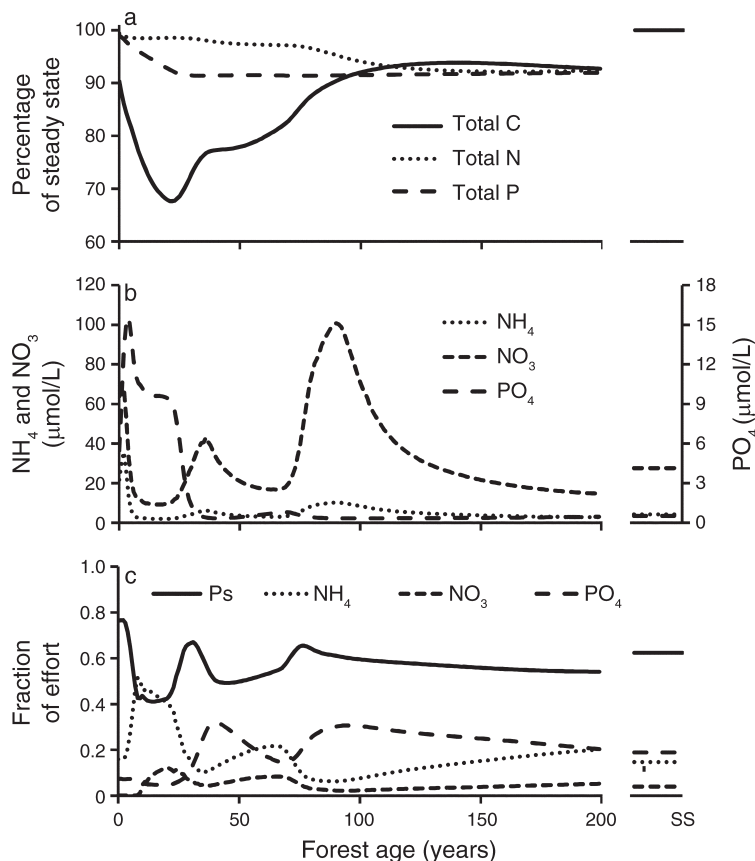 a
100
90
80
70
60
Percentage
of steady state
Total C
Total N
Total P
b
120
100
80
60
40
20
0
NH₄ and NO₃
(μmol/L)
NH₄
NO₃
PO₄
18
15
12
9
6
3
0
PO₄ (μmol/L)
c
1.0
0.8
0.6
0.4
0.2
0
Fraction
of effort
Ps NH₄ NO₃ PO₄
0 50 100 150 200 SS
Forest age (years)